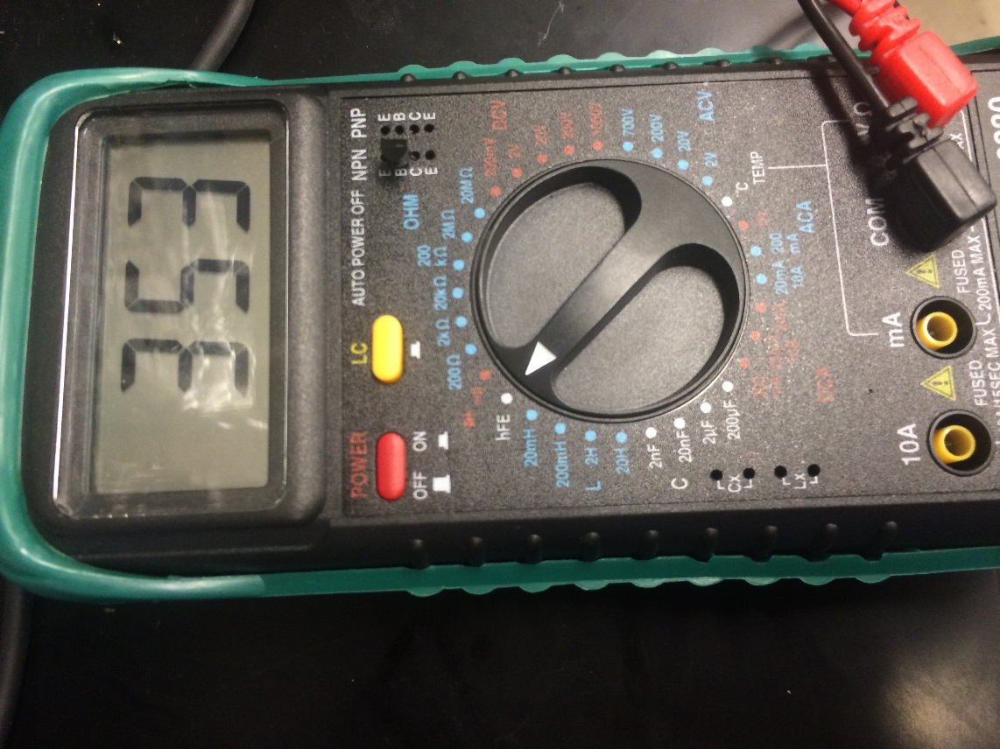 353
POWER
LC
AUTO POWER OFF
NPN
PNP
OFF
ON
E
B
C
E
E
B
C
E
OHM
200Ω
2kΩ
20kΩ
200
kΩ
2MΩ
20MΩ
DCV
200mV
2V
20V
200V
1000V
700V
200V
20V
2V
ACV
hFE
20mH
200mH
L
2H
20H
2nF
C
20nF
2μF
200μF
°C
TEMP
20mA
200
mA
10A
ACA
DCA
Cx
Lx
COM
V/Ω
mA
10A
FUSED
200mA MAX
FUSED
15SEC MAX